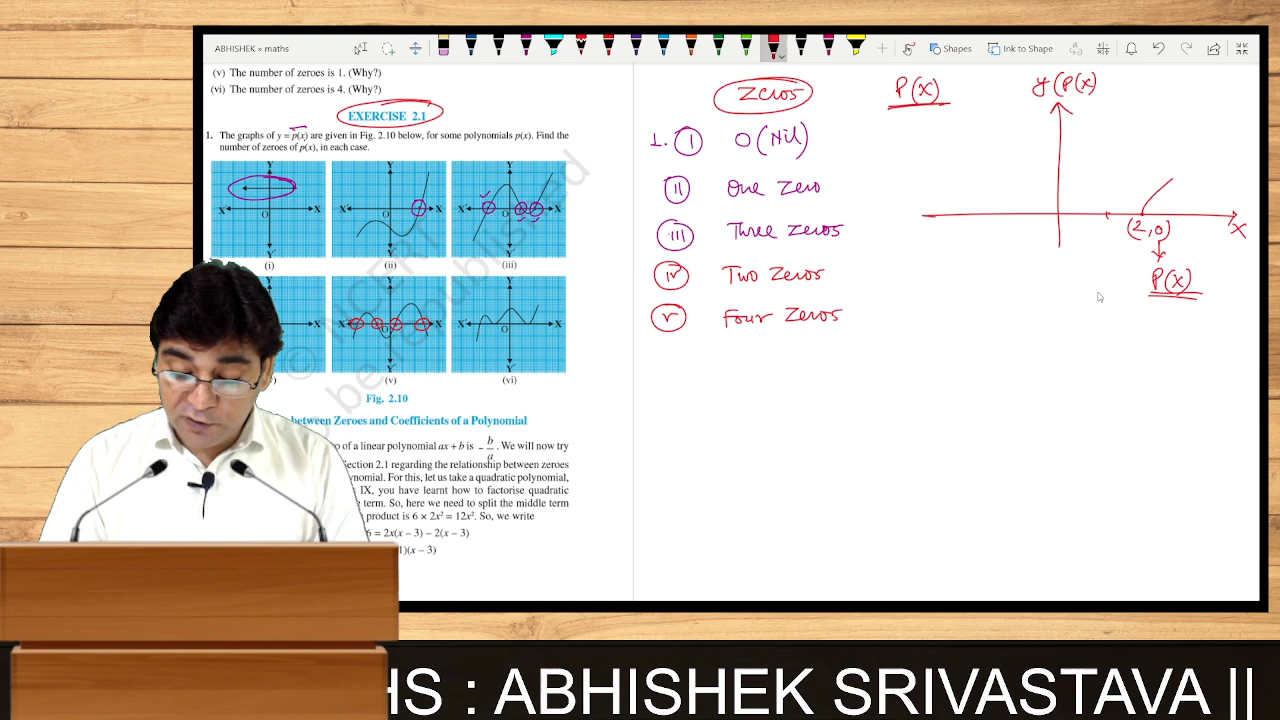 ABHISHEK » maths
Shapes
Ink to Shape
(v) The number of zeroes is 1. (Why?)
(vi) The number of zeroes is 4. (Why?)
EXERCISE 2.1
1. The graphs of y = p(x) are given in Fig. 2.10 below, for some polynomials p(x). Find the
number of zeroes of p(x), in each case.
Y Y Y
X' O X X' O X X' O X
Y' Y' Y'
(i) (ii) (iii)
X X' X X' O X
Y' Y'
(v) (vi)
Fig. 2.10
between Zeroes and Coefficients of a Polynomial
of a linear polynomial ax + b is – b/a . We will now try
Section 2.1 regarding the relationship between zeroes
For this, let us take a quadratic polynomial,
IX, you have learnt how to factorise quadratic
term. So, here we need to split the middle term
product is 6 × 2x² = 12x². So, we write
6 = 2x(x – 3) – 2(x – 3)
1)(x – 3)
© NCERT
be republished
Zeros
1. (i) 0 (Nil)
(ii) One Zero
(iii) Three Zeros
(iv) Two Zeros
(v) Four Zeros
P(x)
y (P(x)
(2,0)
X
P(x)
HS : ABHISHEK SRIVASTAVA ||